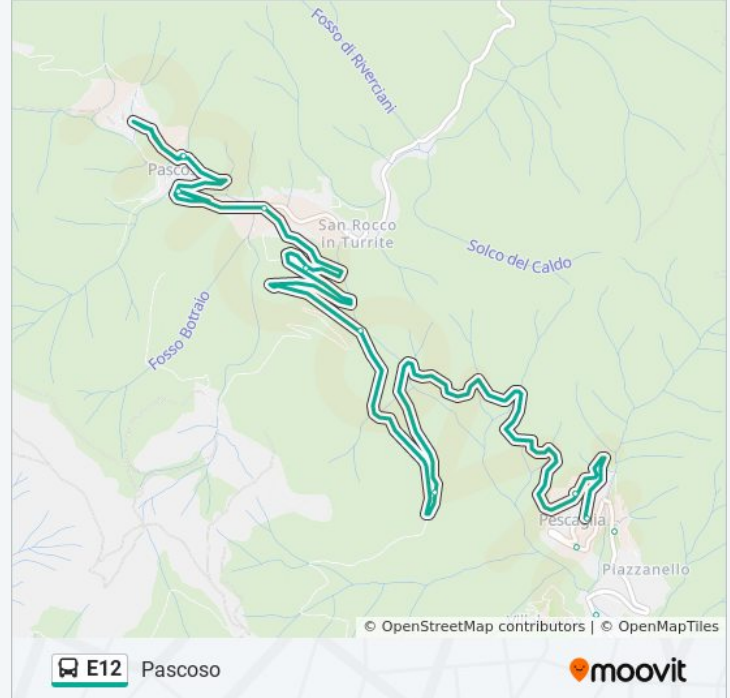 Fosso di Riverciani
San Rocco
in Turrite
Solco del Caldo
Fosso Botraio
Pescaglia
Piazzanello
© OpenStreetMap contributors | © OpenMapTiles
E12 Pascoso
moovit